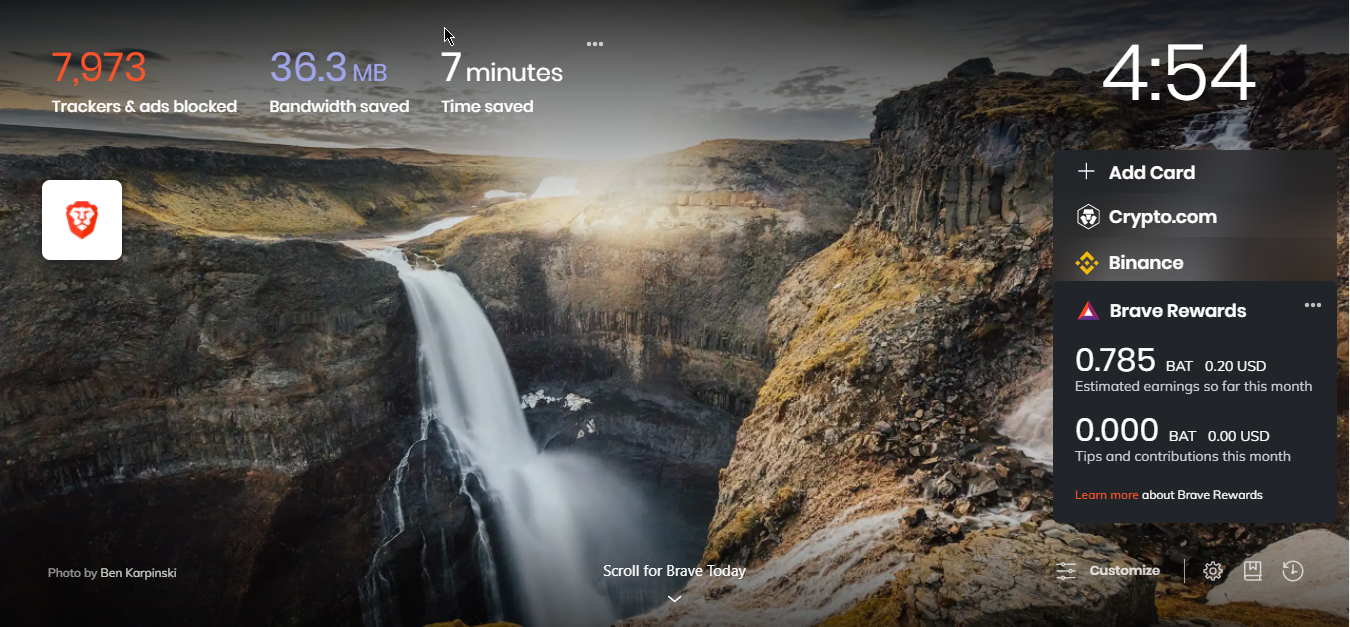 7,973
Trackers & ads blocked
36.3 MB
Bandwidth saved
7 minutes
Time saved
4:54
Add Card
Crypto.com
Binance
Brave Rewards
0.785 BAT 0.20 USD
Estimated earnings so far this month
0.000 BAT 0.00 USD
Tips and contributions this month
Learn more about Brave Rewards
Photo by Ben Karpinski
Scroll for Brave Today
Customize